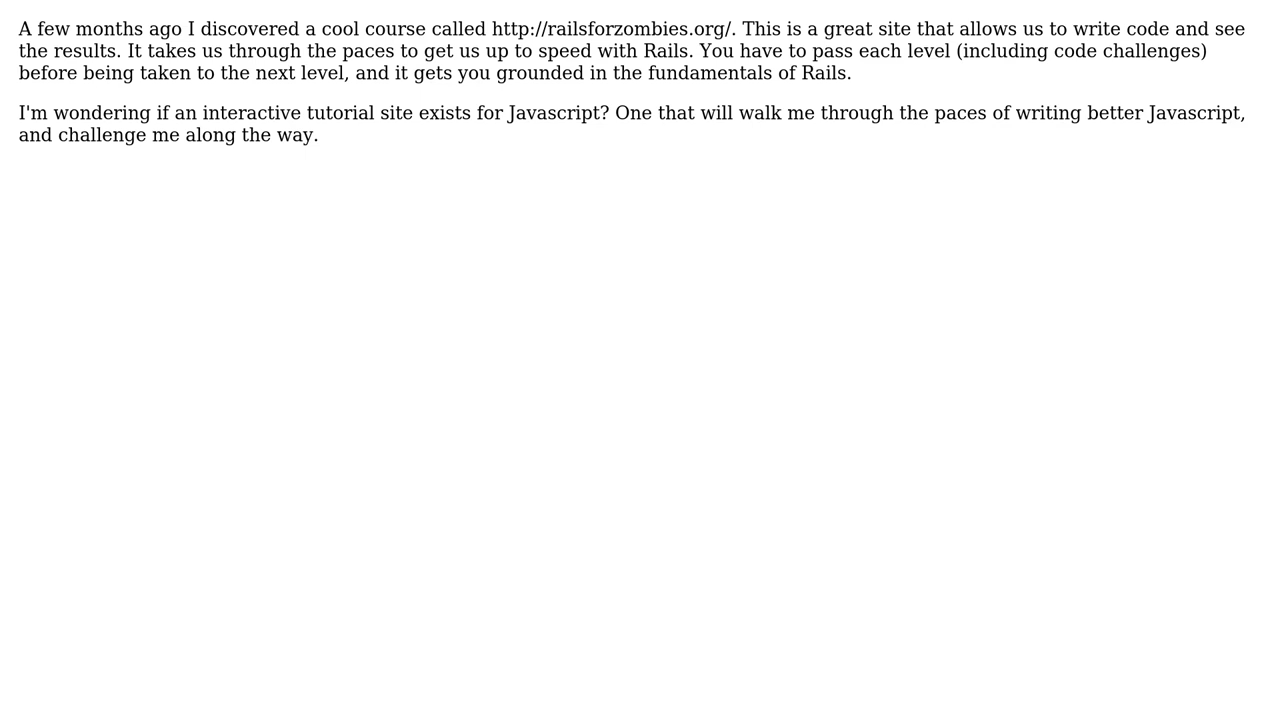 A few months ago I discovered a cool course called http://railsforzombies.org/. This is a great site that allows us to write code and see
the results. It takes us through the paces to get us up to speed with Rails. You have to pass each level (including code challenges)
before being taken to the next level, and it gets you grounded in the fundamentals of Rails.
I'm wondering if an interactive tutorial site exists for Javascript? One that will walk me through the paces of writing better Javascript,
and challenge me along the way.